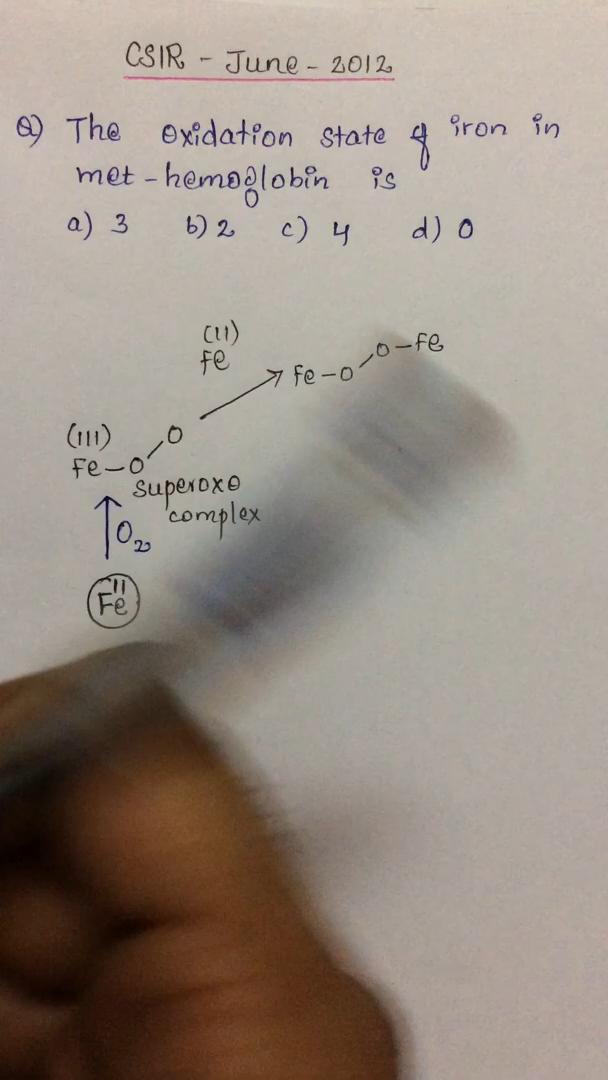 CSIR - June - 2012
Q) The oxidation state of iron in
met-hemoglobin is
a) 3 b) 2 c) 4 d) 0
(II)
Fe
Fe-O O-Fe
(III) O
Fe-O
superoxo
complex
O2
II
Fe